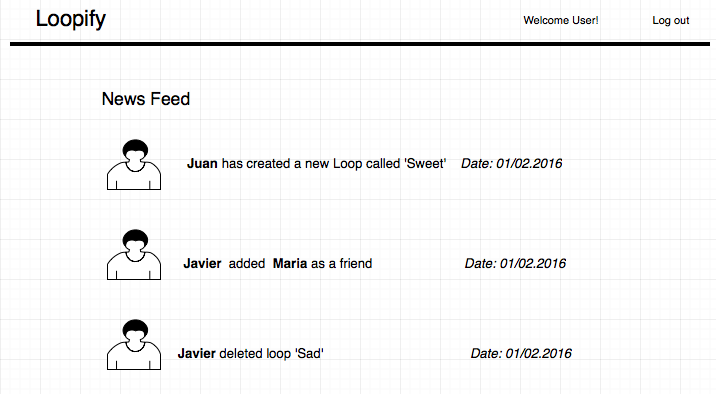 Loopify
Welcome User! Log out
News Feed
Juan has created a new Loop called 'Sweet' Date: 01/02.2016
Javier added Maria as a friend Date: 01/02.2016
Javier deleted loop 'Sad' Date: 01/02.2016